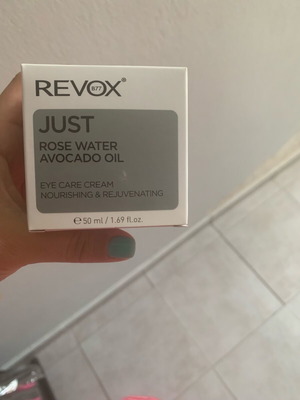 REVOX B77®
JUST
ROSE WATER
AVOCADO OIL
EYE CARE CREAM
NOURISHING & REJUVENATING
℮ 50 ml / 1.69 fl.oz.